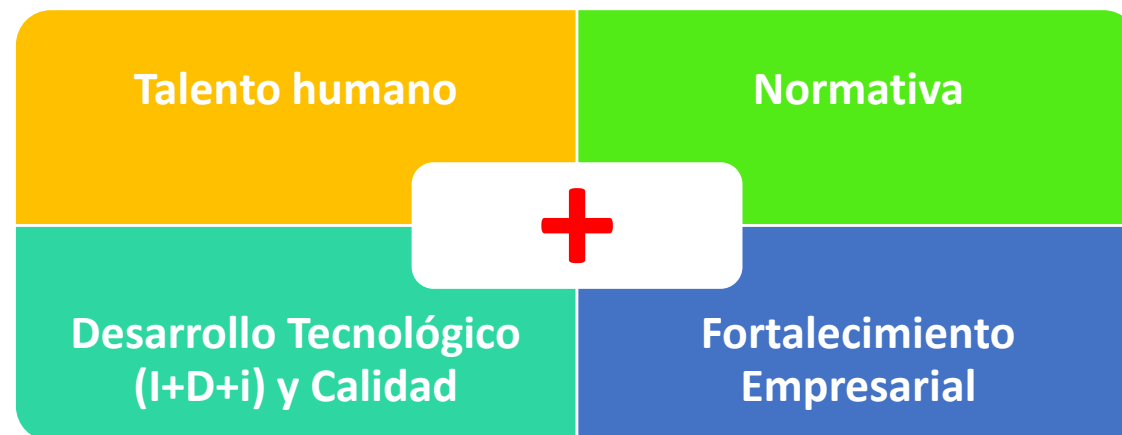 Talento humano
Normativa
Desarrollo Tecnológico
(I+D+i) y Calidad
Fortalecimiento
Empresarial